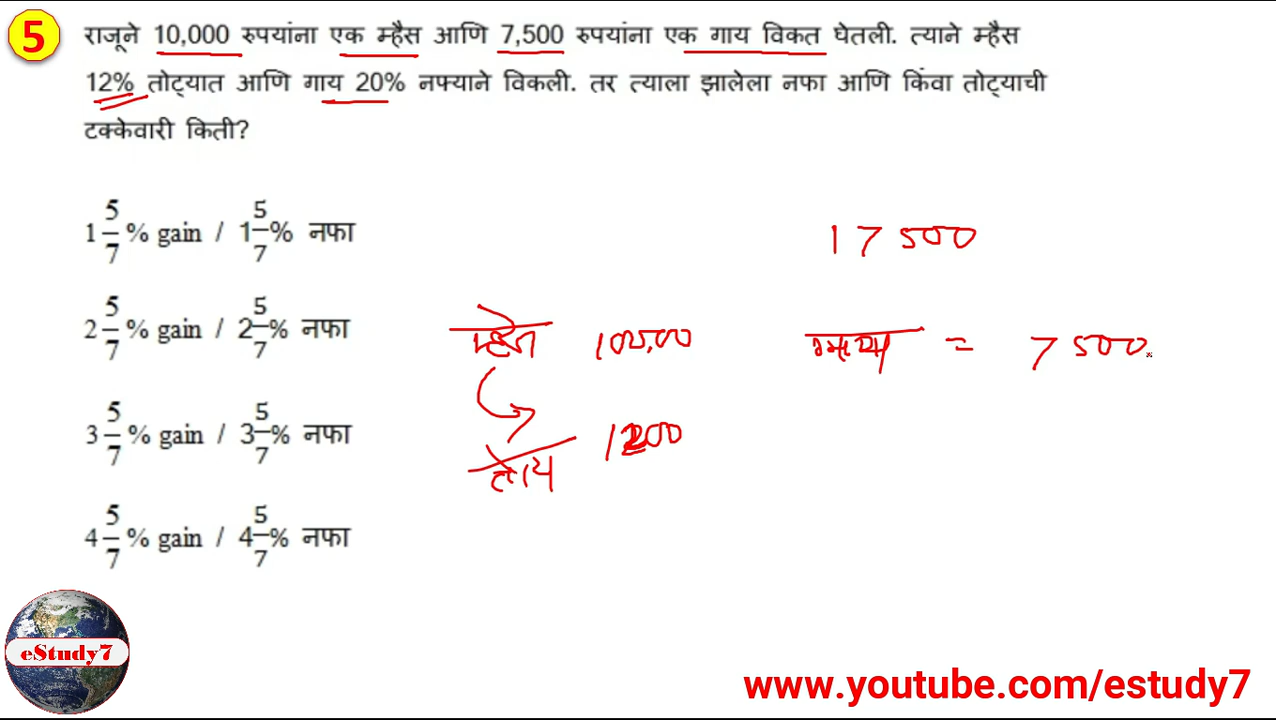 5
राजूने 10,000 रुपयांना एक म्हैस आणि 7,500 रुपयांना एक गाय विकत घेतली. त्याने म्हैस
12% तोट्यात आणि गाय 20% नफ्याने विकली. तर त्याला झालेला नफा आणि किंवा तोट्याची
टक्केवारी किती?
1 5/7 % gain / 1 5/7 % नफा
2 5/7 % gain / 2 5/7 % नफा
3 5/7 % gain / 3 5/7 % नफा
4 5/7 % gain / 4 5/7 % नफा
17500
10000
= 7500
1200
eStudy7
www.youtube.com/estudy7